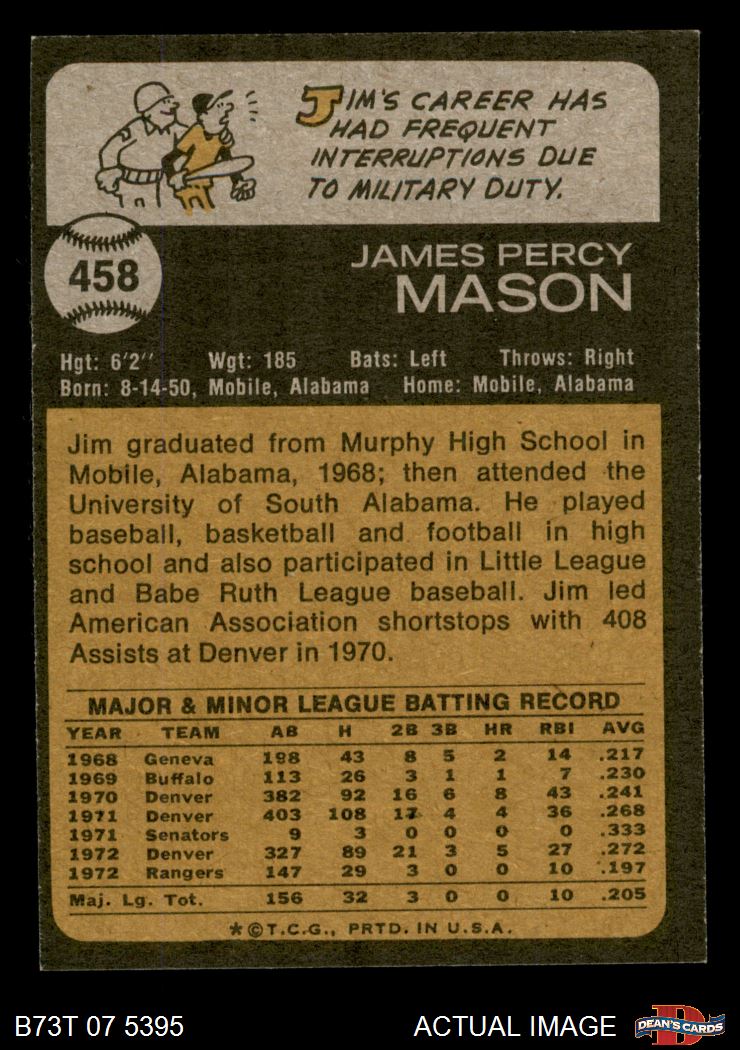 JIM'S CAREER HAS
HAD FREQUENT
INTERRUPTIONS DUE
TO MILITARY DUTY.
458
JAMES PERCY
MASON
Hgt: 6'2" Wgt: 185 Bats: Left Throws: Right
Born: 8-14-50, Mobile, Alabama Home: Mobile, Alabama
Jim graduated from Murphy High School in
Mobile, Alabama, 1968; then attended the
University of South Alabama. He played
baseball, basketball and football in high
school and also participated in Little League
and Babe Ruth League baseball. Jim led
American Association shortstops with 408
Assists at Denver in 1970.
MAJOR & MINOR LEAGUE BATTING RECORD
YEAR TEAM AB H 2B 3B HR RBI AVG
1968 Geneva 198 43 8 5 2 14 .217
1969 Buffalo 113 26 3 1 1 7 .230
1970 Denver 382 92 16 6 8 43 .241
1971 Denver 403 108 17 4 4 36 .268
1971 Senators 9 3 0 0 0 0 .333
1972 Denver 327 89 21 3 5 27 .272
1972 Rangers 147 29 3 0 0 10 .197
Maj. Lg. Tot. 156 32 3 0 0 10 .205
*©T.C.G., PRTD. IN U.S.A.
B73T 07 5395 ACTUAL IMAGE
D
DEAN'S CARDS